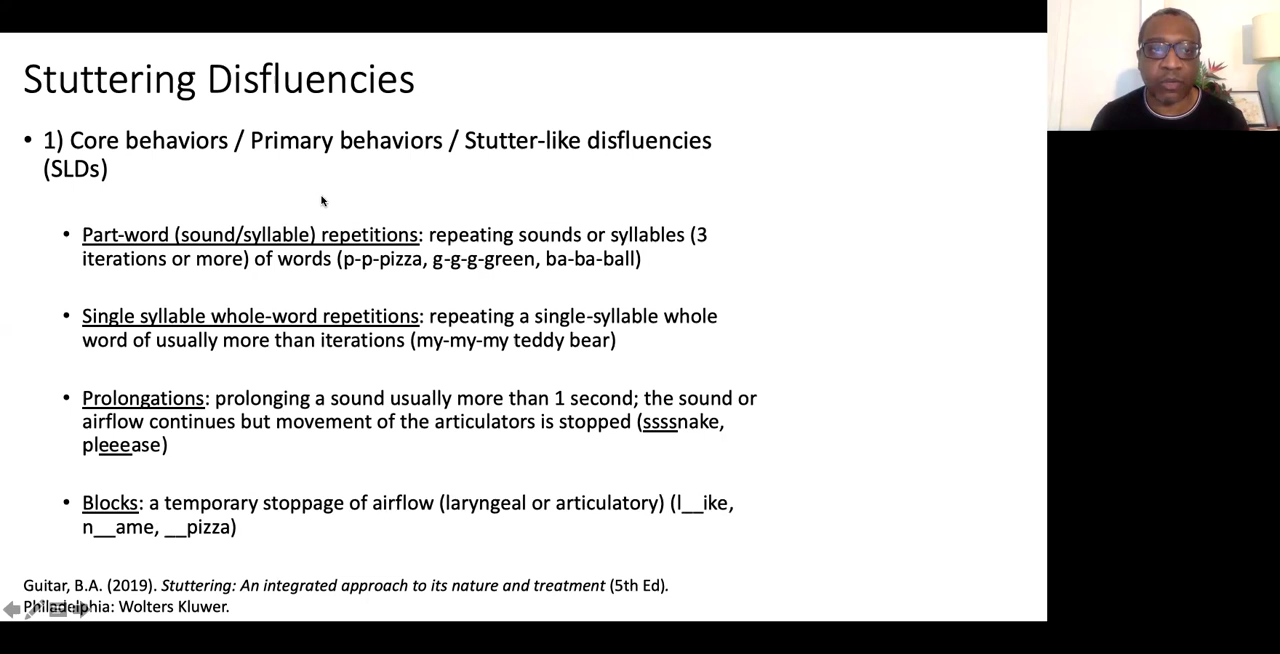 Stuttering Disfluencies
• 1) Core behaviors / Primary behaviors / Stutter-like disfluencies
(SLDs)
• Part-word (sound/syllable) repetitions: repeating sounds or syllables (3
iterations or more) of words (p-p-pizza, g-g-g-green, ba-ba-ball)
• Single syllable whole-word repetitions: repeating a single-syllable whole
word of usually more than iterations (my-my-my teddy bear)
• Prolongations: prolonging a sound usually more than 1 second; the sound or
airflow continues but movement of the articulators is stopped (ssssnake,
pleeease)
• Blocks: a temporary stoppage of airflow (laryngeal or articulatory) (l__ike,
n__ame, __pizza)
Guitar, B.A. (2019). Stuttering: An integrated approach to its nature and treatment (5th Ed).
Philadelphia: Wolters Kluwer.